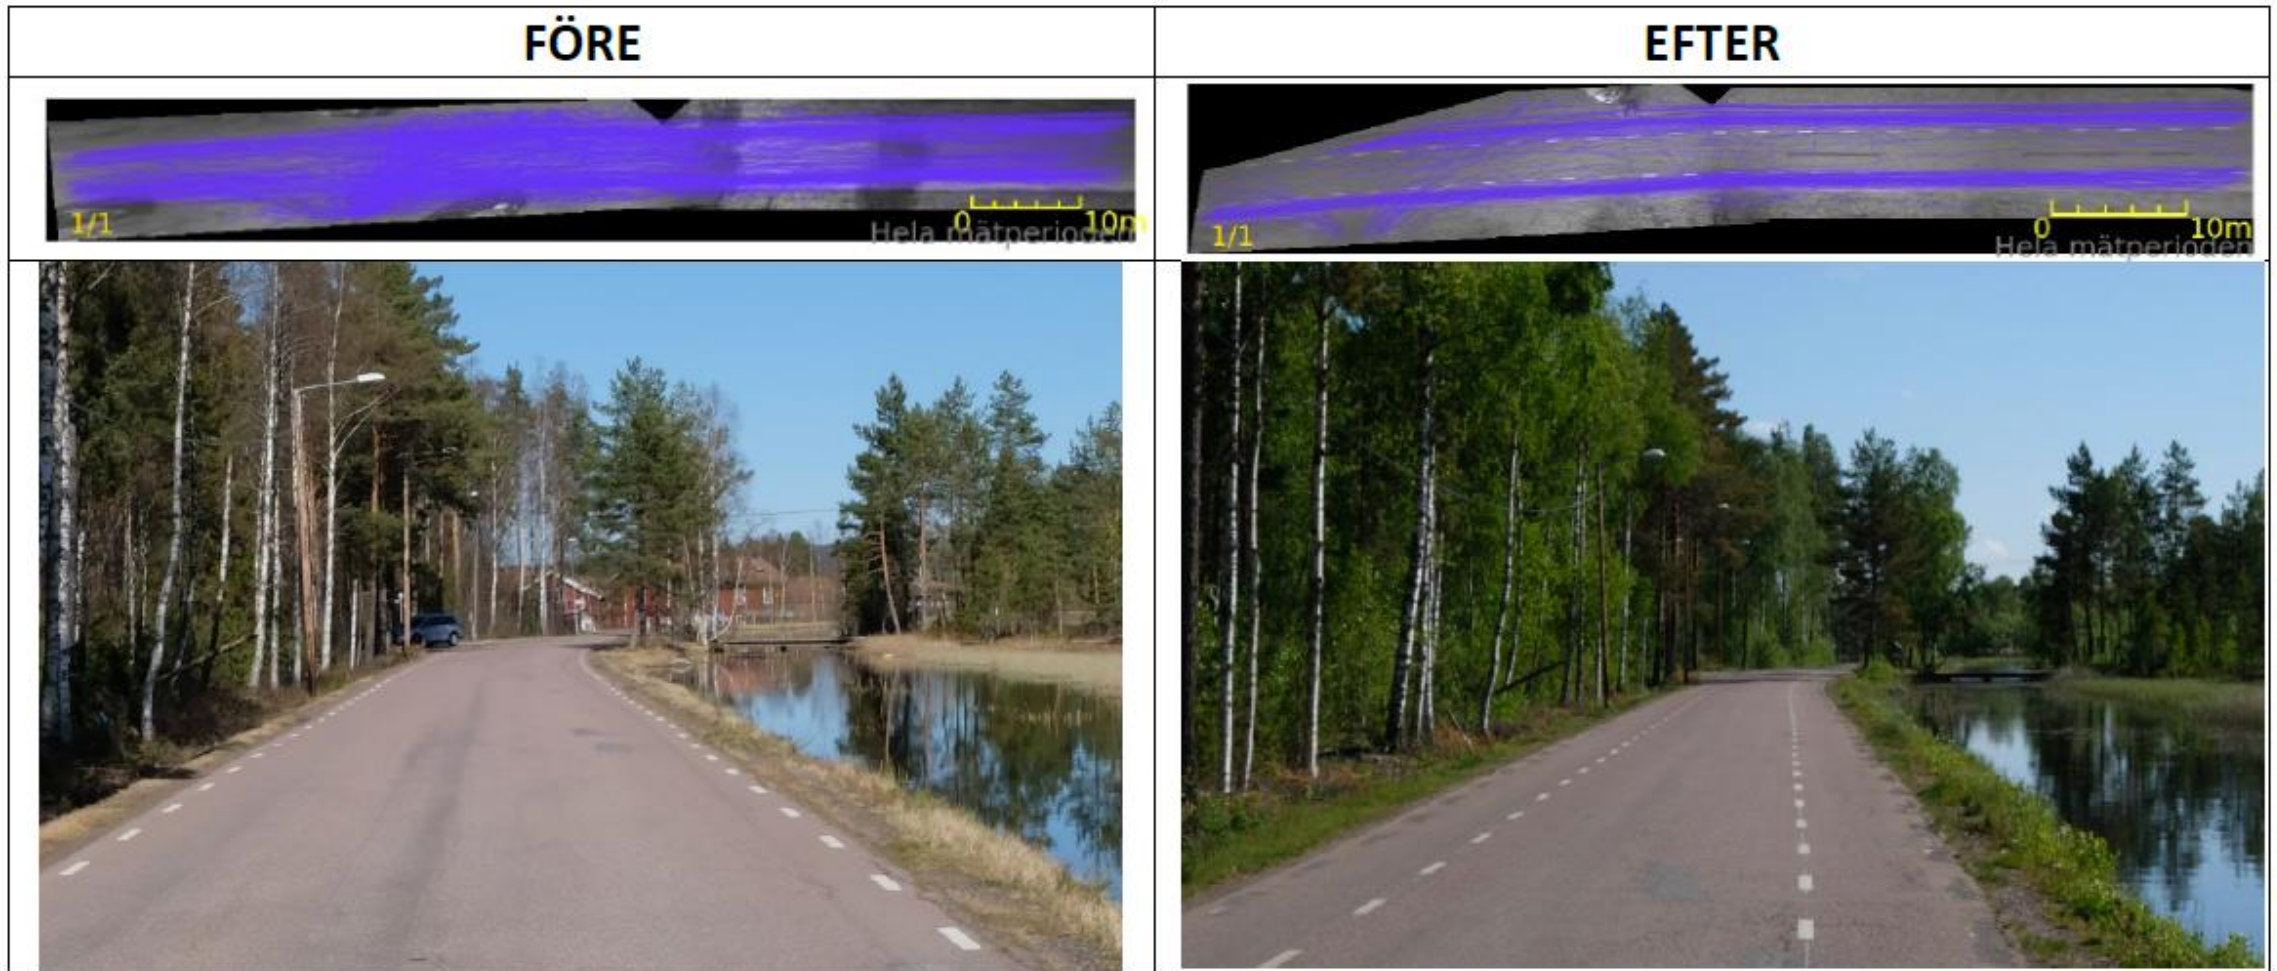 FÖRE
EFTER
1/1
0
10m
Hela mätperioden
1/1
0
10m
Hela mätperioden